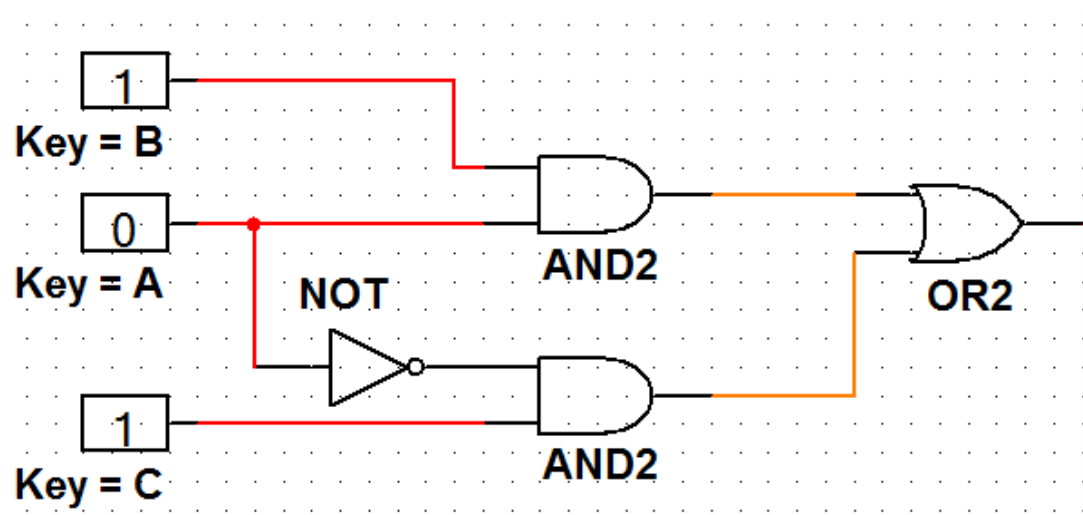 1
Key = B
0
Key = A
AND2
NOT
OR2
1
AND2
Key = C